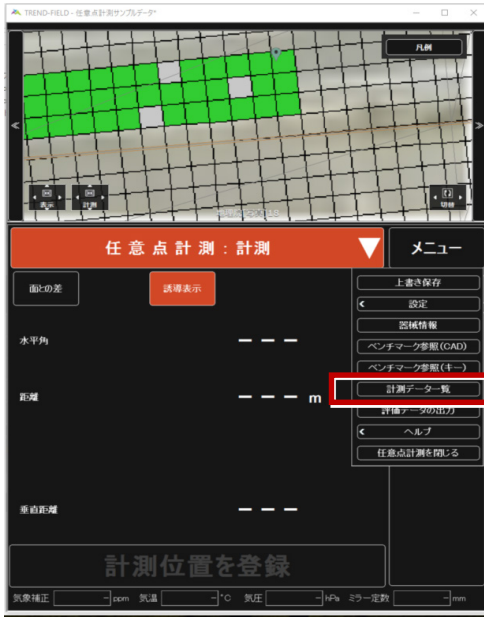 TREND-FIELD - 任意点計測サンプルデータ*
凡例
表示
計測
切替
任意点計測：計測
メニュー
面との差
誘導表示
上書き保存
設定
器械情報
水平角
ベンチマーク参照(CAD)
ベンチマーク参照(キー)
計測データ一覧
距離
m
評価データの出力
ヘルプ
任意点計測を閉じる
垂直距離
計測位置を登録
気象補正 - ppm 気温 - °C 気圧 - hPa ミラー定数 - mm